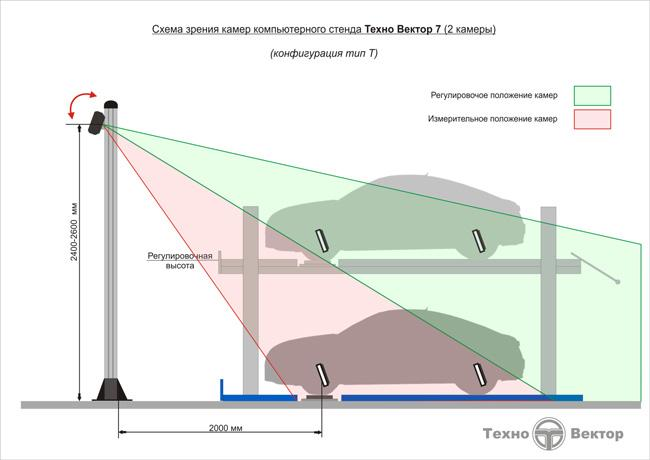 Схема зрения камер компьютерного стенда Техно Вектор 7 (2 камеры)
(конфигурация тип Т)
Регулировочое положение камер
Измерительное положение камер
2400-2600 мм
Регулировочная
высота
2000 мм
Техно Вектор